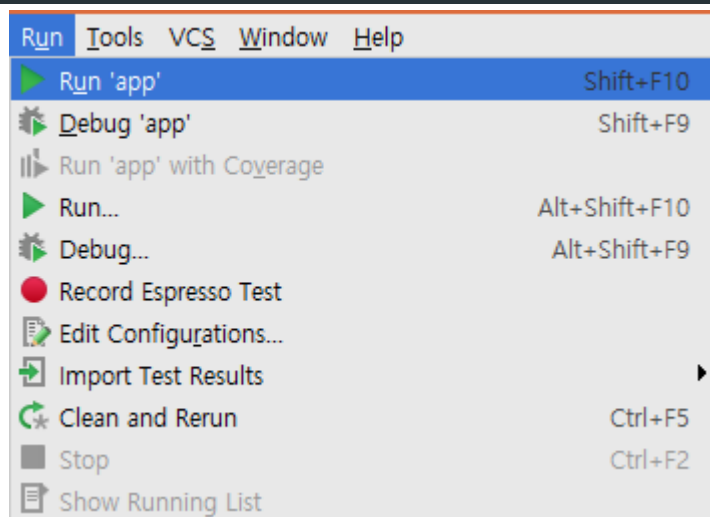 Run Tools VCS Window Help
Run 'app' Shift+F10
Debug 'app' Shift+F9
Run 'app' with Coverage
Run... Alt+Shift+F10
Debug... Alt+Shift+F9
Record Espresso Test
Edit Configurations...
Import Test Results
Clean and Rerun Ctrl+F5
Stop Ctrl+F2
Show Running List